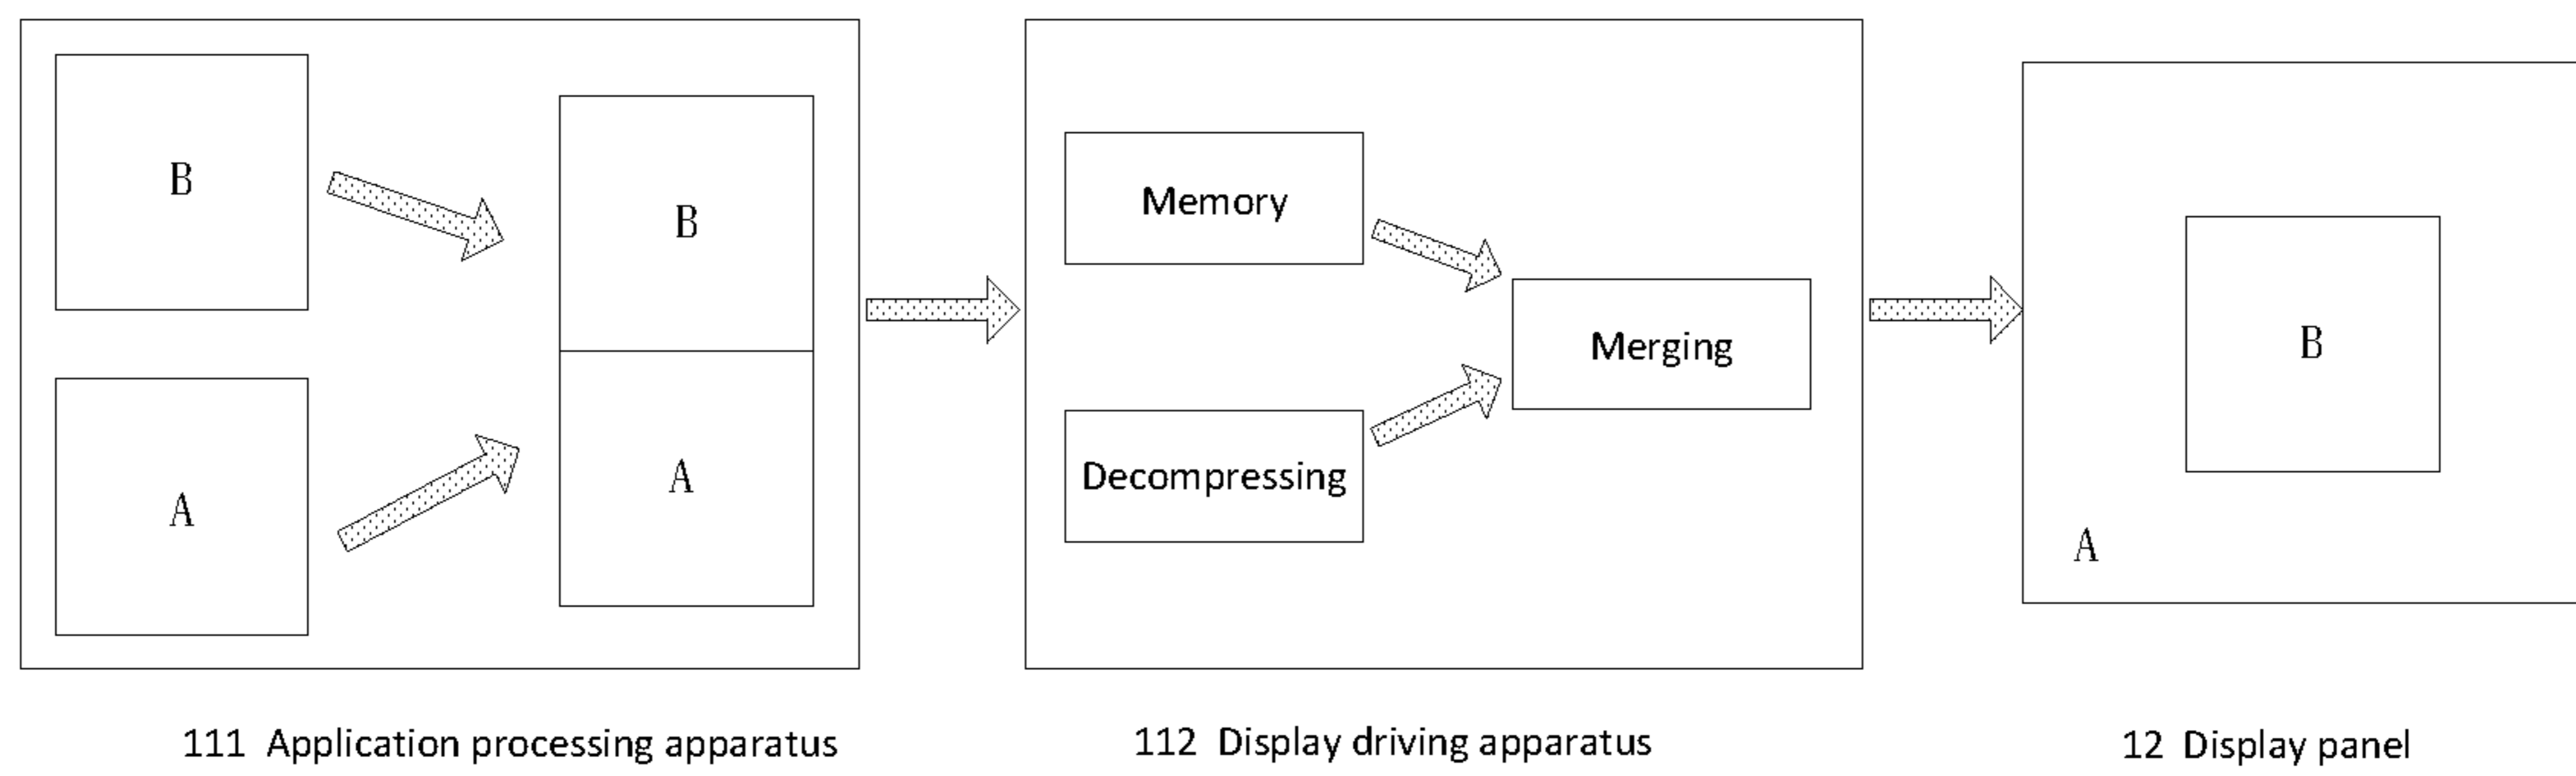 B
A
B
A
Memory
Decompressing
Merging
B
A
111 Application processing apparatus
112 Display driving apparatus
12 Display panel